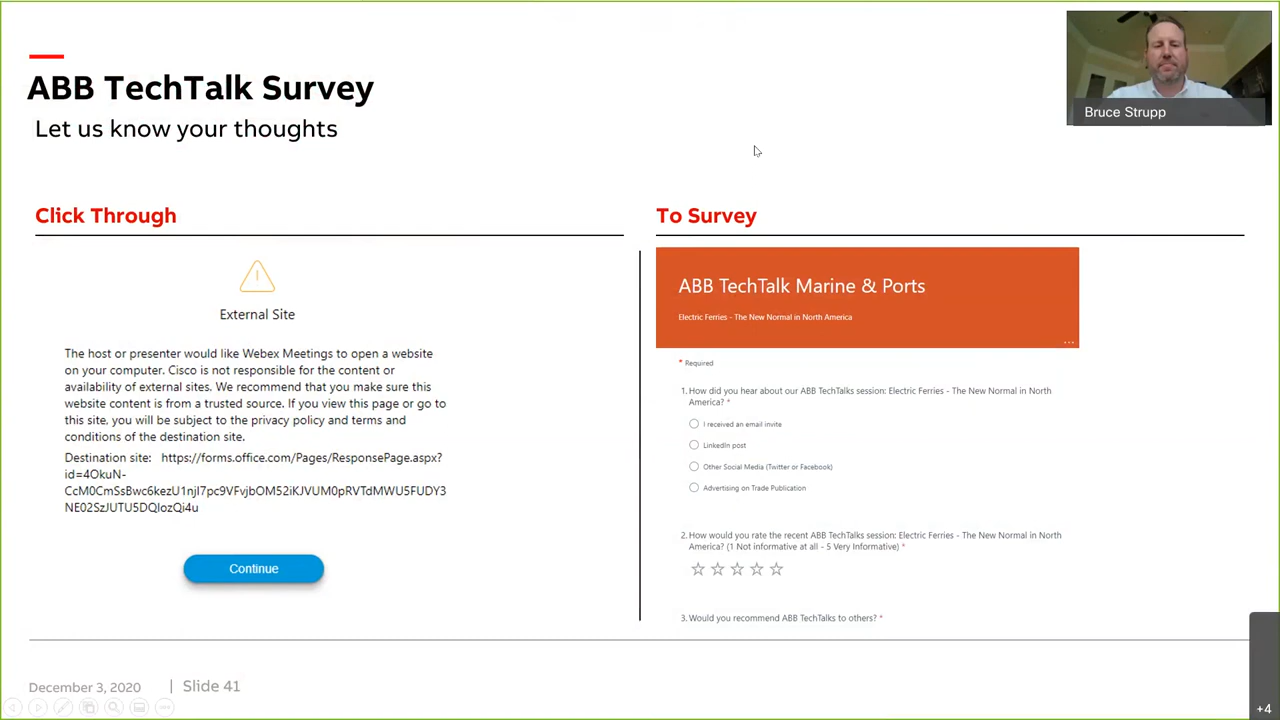 ABB TechTalk Survey
Let us know your thoughts
Bruce Strupp
Click Through
External Site
The host or presenter would like Webex Meetings to open a website
on your computer. Cisco is not responsible for the content or
availability of external sites. We recommend that you make sure this
website content is from a trusted source. If you view this page or go to
this site, you will be subject to the privacy policy and terms and
conditions of the destination site.
Destination site: https://forms.office.com/Pages/ResponsePage.aspx?
id=4OkuN-
CcM0CmSsBwc6kezU1njI7pc9VFvjbOM52iKJVUM0pRVTdMWU5FUDY3
NE02SzJUTU5DQlozQi4u
Continue
To Survey
ABB TechTalk Marine & Ports
Electric Ferries - The New Normal in North America
* Required
1. How did you hear about our ABB TechTalks session: Electric Ferries - The New Normal in North
America? *
I received an email invite
LinkedIn post
Other Social Media (Twitter or Facebook)
Advertising on Trade Publication
2. How would you rate the recent ABB TechTalks session: Electric Ferries - The New Normal in North
America? (1 Not informative at all - 5 Very Informative) *
3. Would you recommend ABB TechTalks to others? *
December 3, 2020 | Slide 41
+4